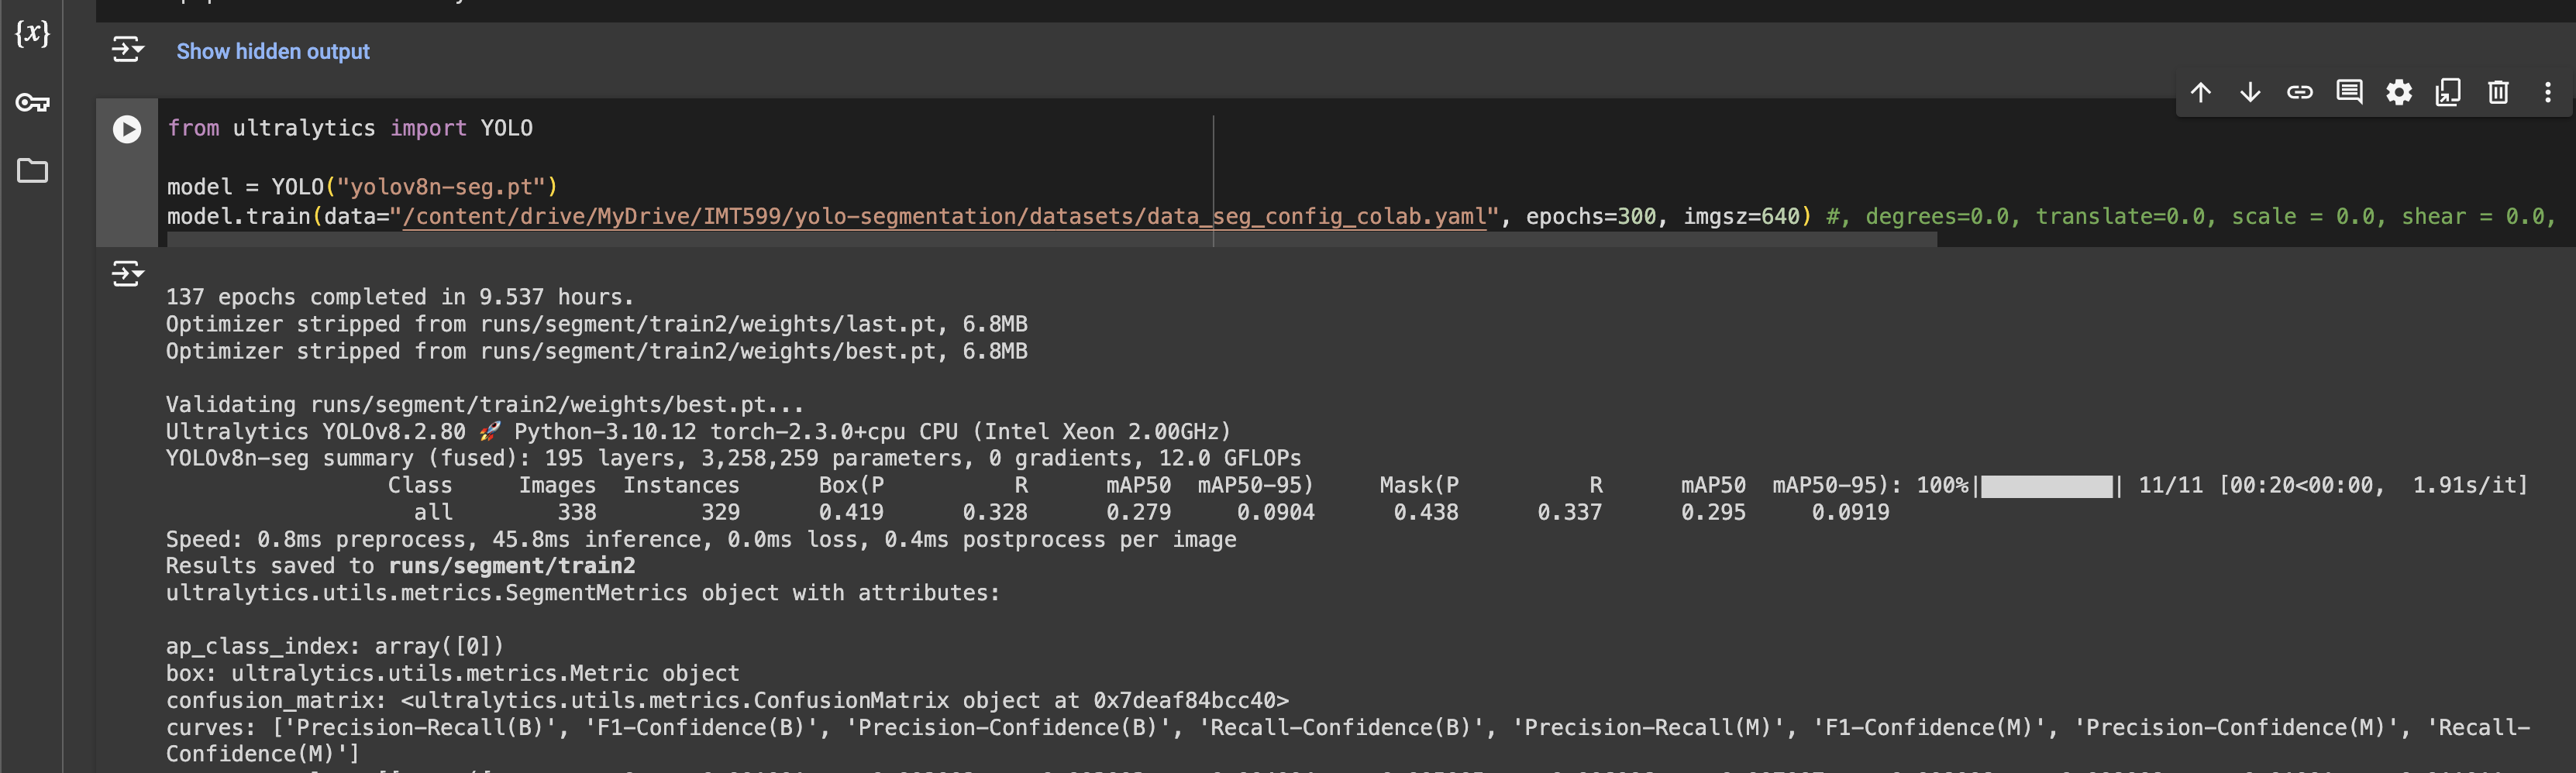 {x}
Show hidden output
from ultralytics import YOLO
model = YOLO("yolov8n-seg.pt")
model.train(data="/content/drive/MyDrive/IMT599/yolo-segmentation/datasets/data_seg_config_colab.yaml", epochs=300, imgsz=640) #, degrees=0.0, translate=0.0, scale = 0.0, shear = 0.0,
137 epochs completed in 9.537 hours.
Optimizer stripped from runs/segment/train2/weights/last.pt, 6.8MB
Optimizer stripped from runs/segment/train2/weights/best.pt, 6.8MB
Validating runs/segment/train2/weights/best.pt...
Ultralytics YOLOv8.2.80 🚀 Python-3.10.12 torch-2.3.0+cpu CPU (Intel Xeon 2.00GHz)
YOLOv8n-seg summary (fused): 195 layers, 3,258,259 parameters, 0 gradients, 12.0 GFLOPs
Class Images Instances Box(P R mAP50 mAP50-95) Mask(P R mAP50 mAP50-95): 100%|██████████| 11/11 [00:20<00:00, 1.91s/it]
all 338 329 0.419 0.328 0.279 0.0904 0.438 0.337 0.295 0.0919
Speed: 0.8ms preprocess, 45.8ms inference, 0.0ms loss, 0.4ms postprocess per image
Results saved to runs/segment/train2
ultralytics.utils.metrics.SegmentMetrics object with attributes:
ap_class_index: array([0])
box: ultralytics.utils.metrics.Metric object
confusion_matrix: <ultralytics.utils.metrics.ConfusionMatrix object at 0x7deaf84bcc40>
curves: ['Precision-Recall(B)', 'F1-Confidence(B)', 'Precision-Confidence(B)', 'Recall-Confidence(B)', 'Precision-Recall(M)', 'F1-Confidence(M)', 'Precision-Confidence(M)', 'Recall-
Confidence(M)']